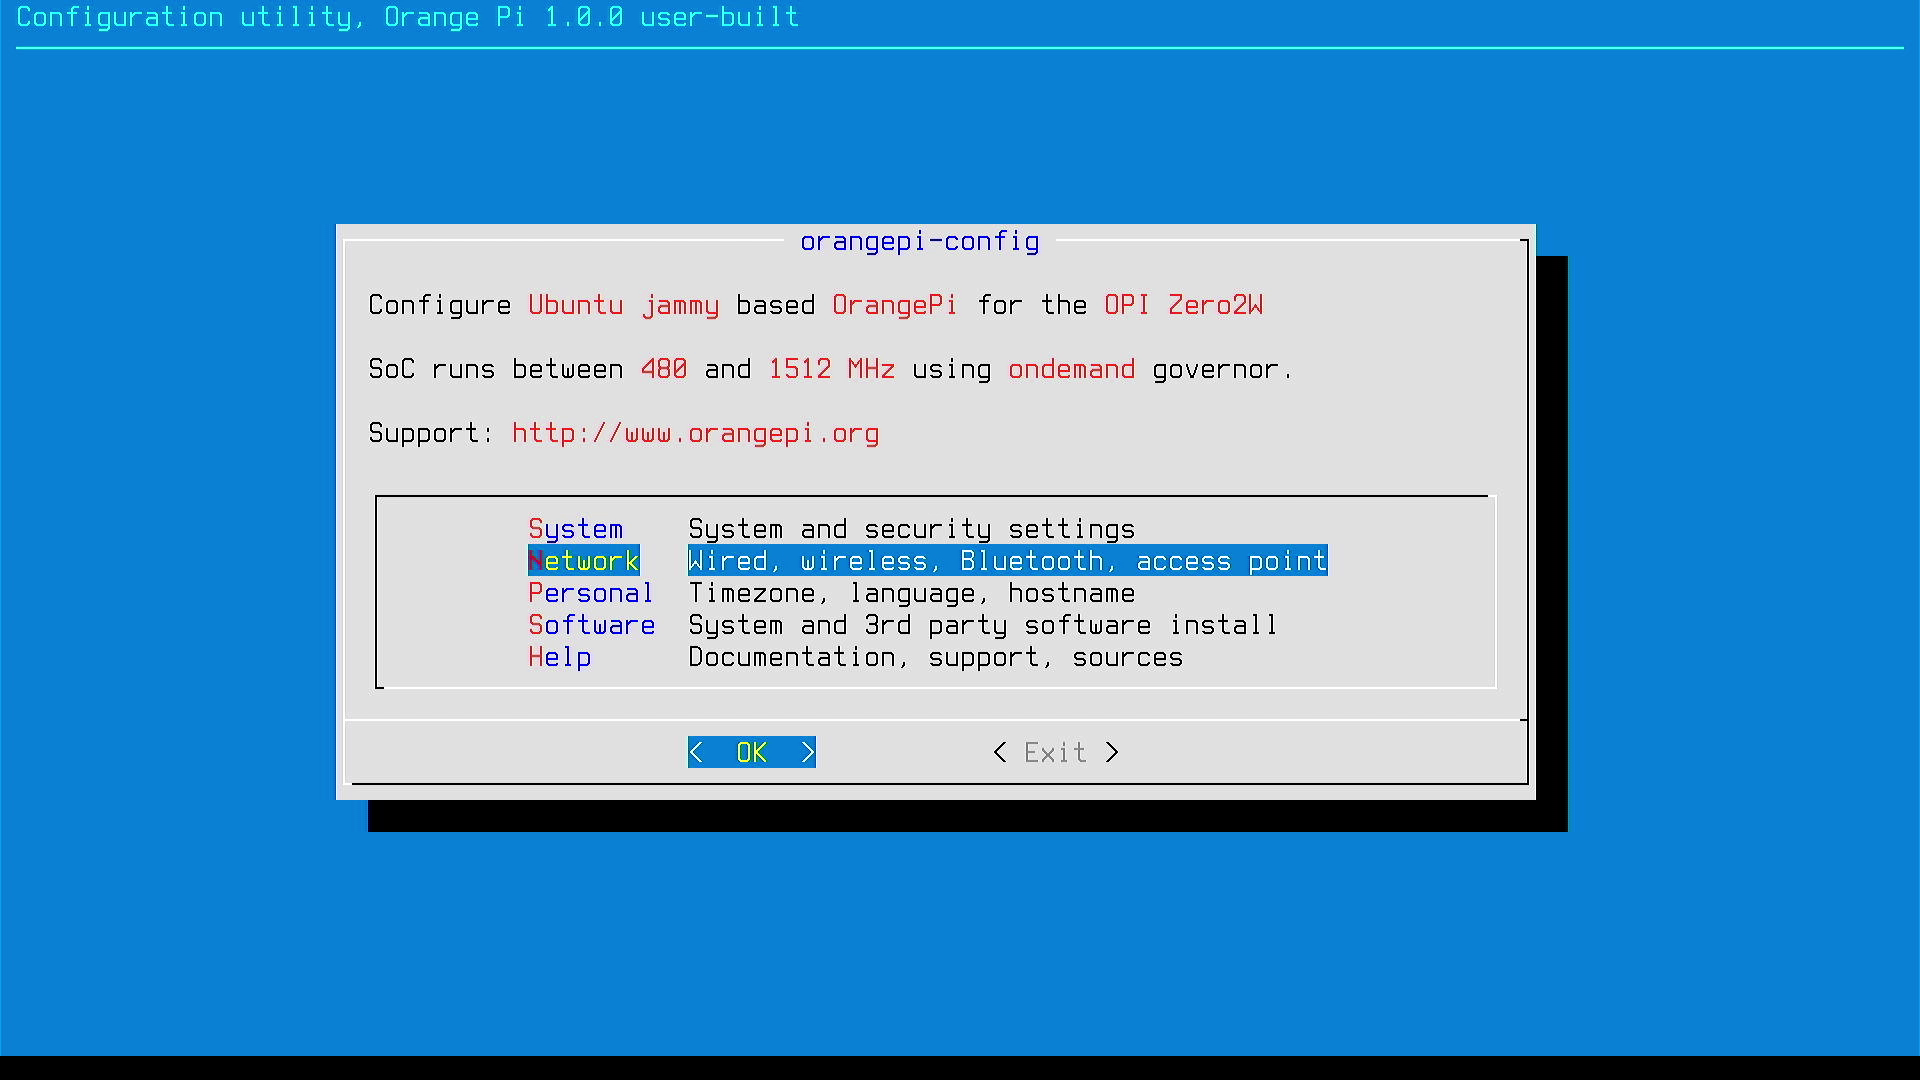 Configuration utility, Orange Pi 1.0.0 user-built
orangepi-config
Configure Ubuntu jammy based OrangePi for the OPI Zero2W
SoC runs between 480 and 1512 MHz using ondemand governor.
Support: http://www.orangepi.org
System System and security settings
Network Wired, wireless, Bluetooth, access point
Personal Timezone, language, hostname
Software System and 3rd party software install
Help Documentation, support, sources
< OK > < Exit >